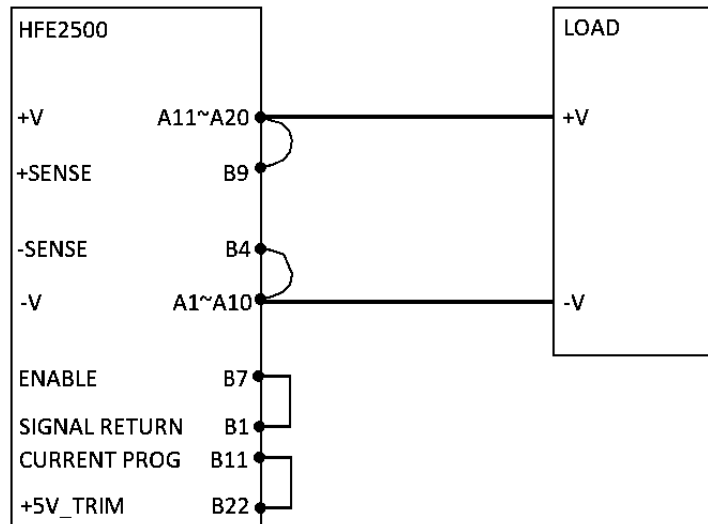 HFE2500 LOAD
+V A11~A20 +V
+SENSE B9
-SENSE B4
-V A1~A10 -V
ENABLE B7
SIGNAL RETURN B1
CURRENT PROG B11
+5V_TRIM B22